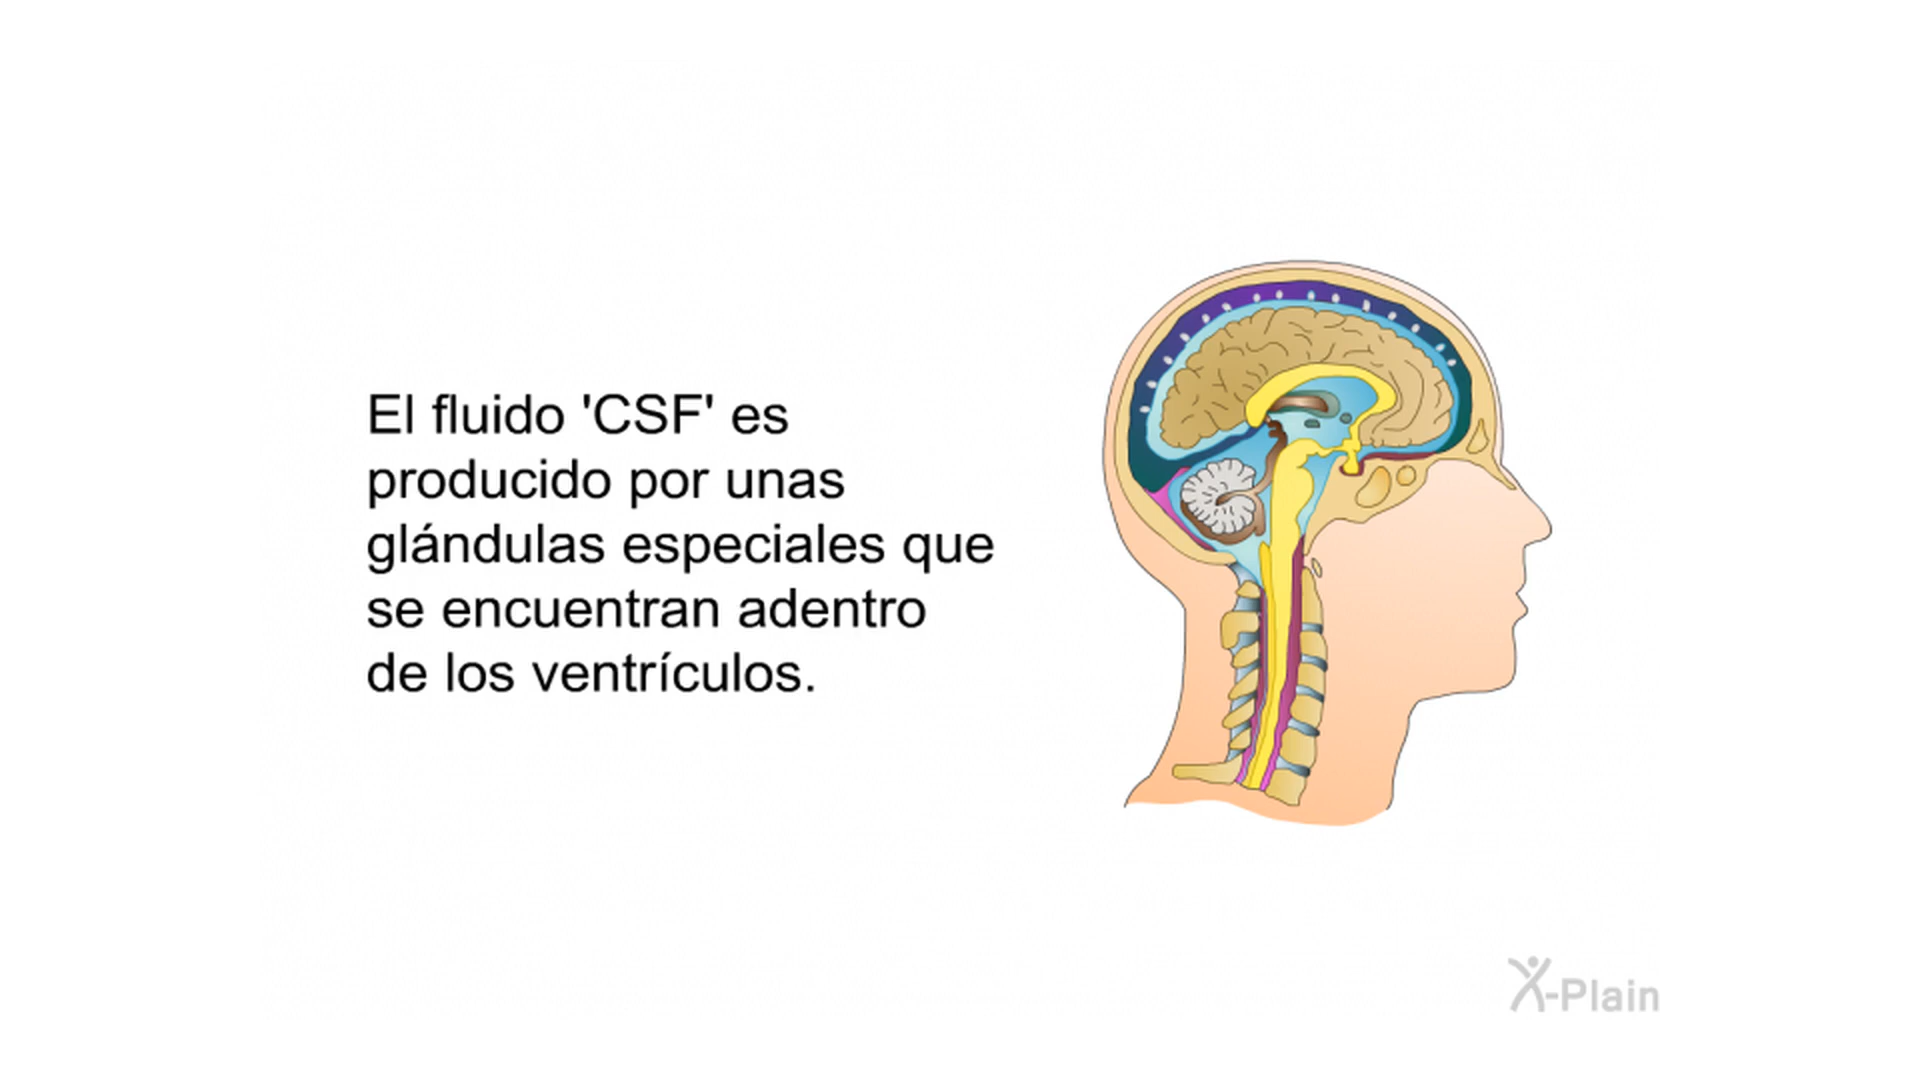 El fluido 'CSF' es
producido por unas
glándulas especiales que
se encuentran adentro
de los ventrículos.
X-Plain